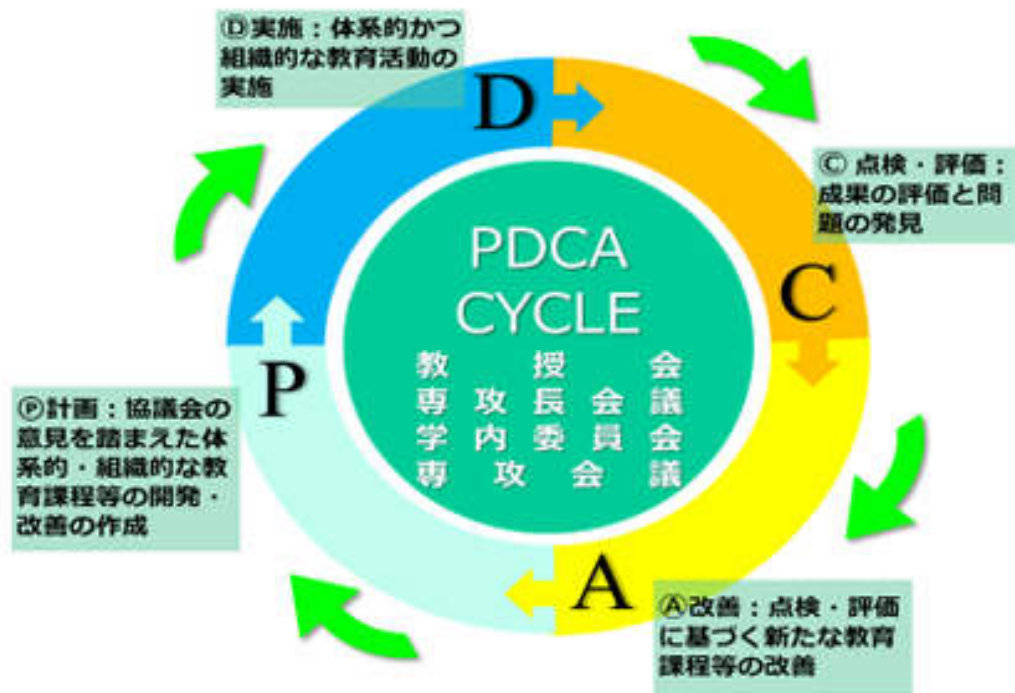 Ⓓ実施：体系的かつ
組織的な教育活動の
実施
D
Ⓒ 点検・評価：
成果の評価と問
題の発見
C
PDCA
CYCLE
教授会
専攻長会議
学内委員会
専攻会議
P
Ⓟ計画：協議会の
意見を踏まえた体
系的・組織的な教
育課程等の開発・
改善の作成
A
Ⓐ改善：点検・評価
に基づく新たな教育
課程等の改善